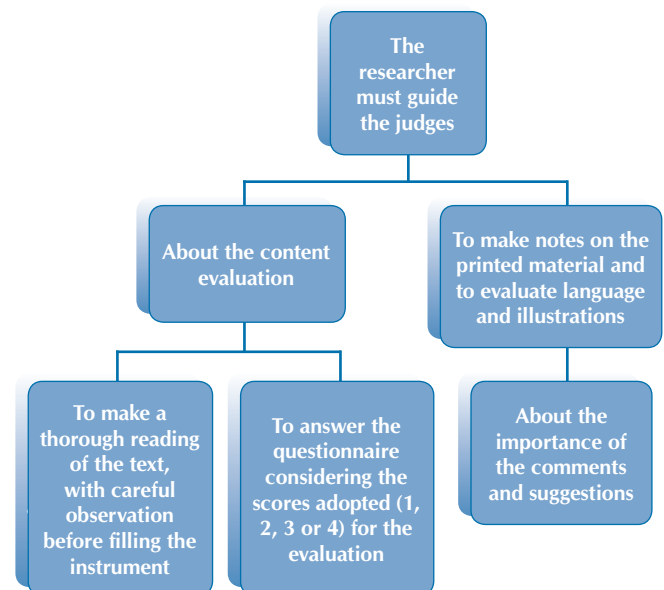 The
researcher
must guide
the judges
About the content
evaluation
To make notes on the
printed material and
to evaluate language
and illustrations
To make a
thorough reading
of the text,
with careful
observation
before filling the
instrument
To answer the
questionnaire
considering the
scores adopted (1,
2, 3 or 4) for the
evaluation
About the
importance of
the comments
and suggestions